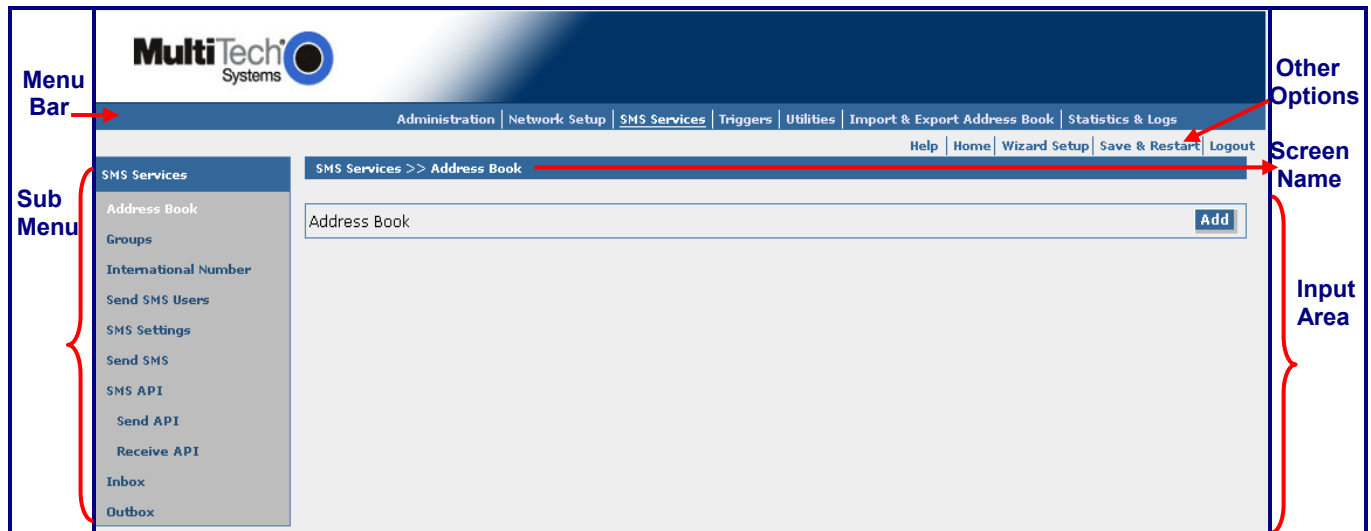 MultiTech
Systems
Menu
Bar
Other
Options
Administration | Network Setup | SMS Services | Triggers | Utilities | Import & Export Address Book | Statistics & Logs
Help | Home | Wizard Setup | Save & Restart | Logout
Screen
Name
SMS Services
SMS Services >> Address Book
Sub
Menu
Address Book
Groups
International Number
Send SMS Users
SMS Settings
Send SMS
SMS API
Send API
Receive API
Inbox
Outbox
Address Book
Add
Input
Area